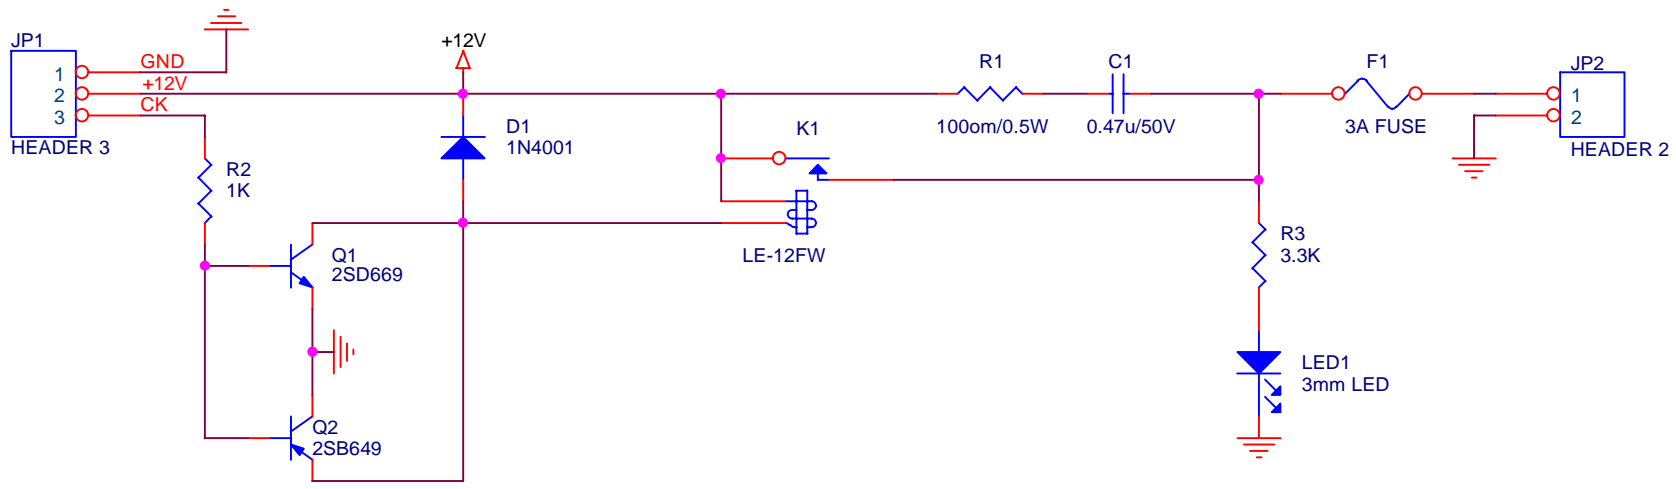 JP1
1
2
3
HEADER 3
GND
+12V
CK
+12V
R2
1K
D1
1N4001
Q1
2SD669
Q2
2SB649
K1
LE-12FW
R1
100om/0.5W
C1
0.47u/50V
F1
3A FUSE
JP2
1
2
HEADER 2
R3
3.3K
LED1
3mm LED